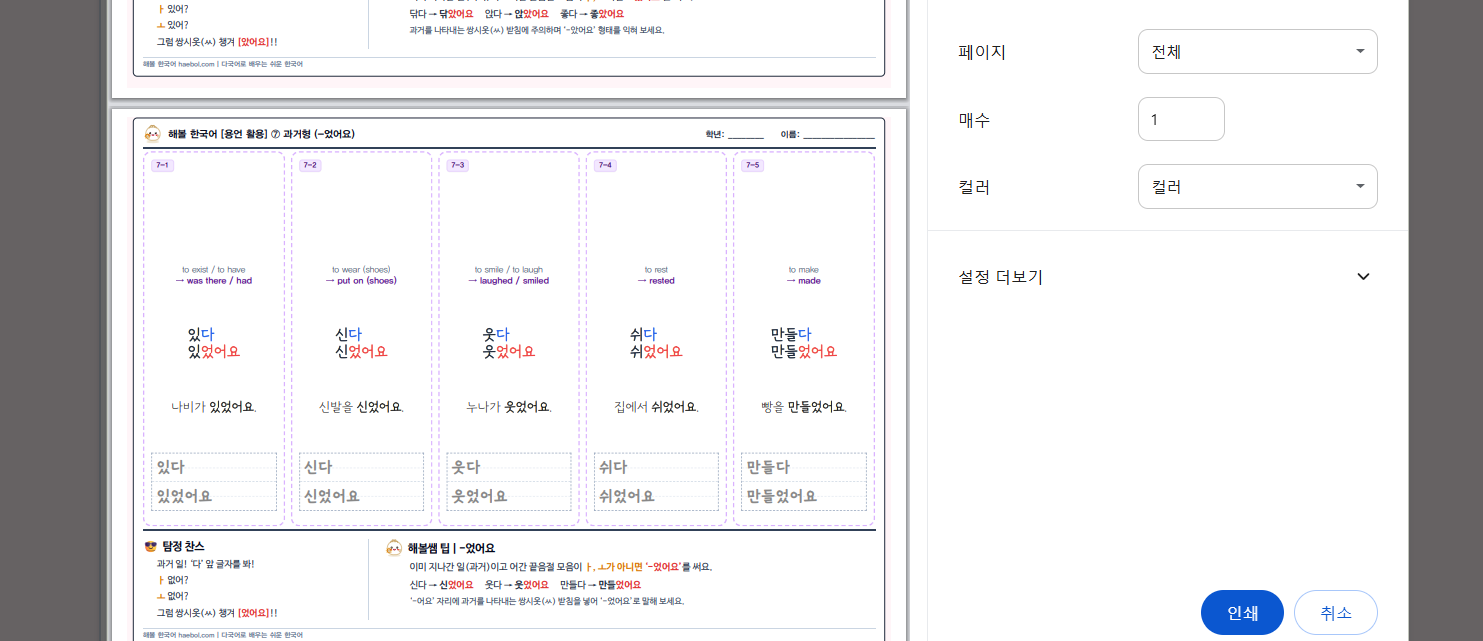 ㅏ 있어?
ㅗ 있어?
그럼 쌍시옷(ㅆ) 챙겨 [았어요]!!
닦다 → 닦았어요 앉다 → 앉았어요 좋다 → 좋았어요
과거를 나타내는 쌍시옷(ㅆ) 받침에 주의하며 '-았어요' 형태를 익혀 보세요.
해볼 한국어 haebol.com | 다국어로 배우는 쉬운 한국어
해볼 한국어 [용언 활용] ⑦ 과거형 (-었어요)
학년: ________ 이름: ________________
7-1
7-2
7-3
7-4
7-5
to exist / to have
→ was there / had
to wear (shoes)
→ put on (shoes)
to smile / to laugh
→ laughed / smiled
to rest
→ rested
to make
→ made
있다
있었어요
신다
신었어요
웃다
웃었어요
쉬다
쉬었어요
만들다
만들었어요
나비가 있었어요.
신발을 신었어요.
누나가 웃었어요.
집에서 쉬었어요.
빵을 만들었어요.
있다
있었어요
신다
신었어요
웃다
웃었어요
쉬다
쉬었어요
만들다
만들었어요
탐정 찬스
과거 일! '다' 앞 글자를 봐!
ㅏ 없어?
ㅗ 없어?
그럼 쌍시옷(ㅆ) 챙겨 [었어요]!!
해볼쌤 팁 | -었어요
이미 지나간 일(과거)이고 어간 끝음절 모음이 ㅏ, ㅗ가 아니면 '-었어요'를 써요.
신다 → 신었어요 웃다 → 웃었어요 만들다 → 만들었어요
'-어요' 자리에 과거를 나타내는 쌍시옷(ㅆ) 받침을 넣어 '-었어요'로 말해 보세요.
해볼 한국어 haebol.com | 다국어로 배우는 쉬운 한국어
페이지
전체
매수
1
컬러
컬러
설정 더보기
인쇄
취소